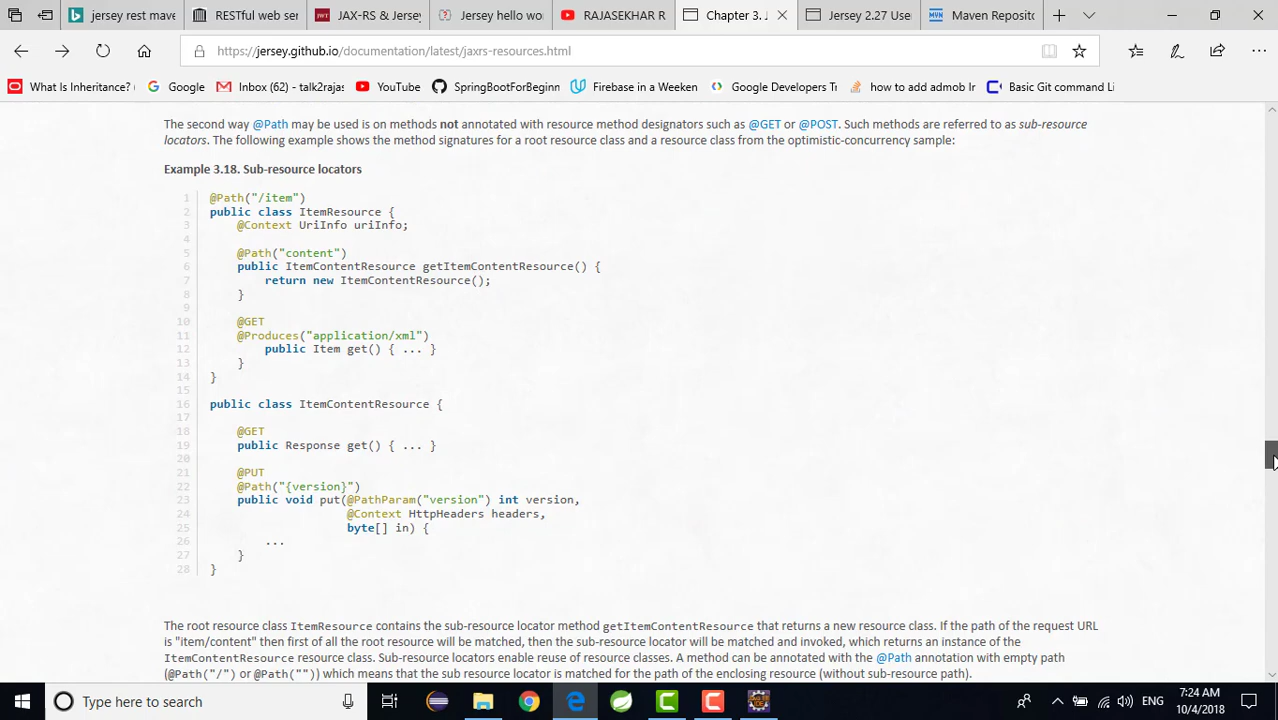 jersey rest mave
RESTful web ser
JAX-RS & Jersey
Jersey hello wo
RAJASEKHAR R
Chapter 3. J
Jersey 2.27 Use
Maven Reposito
https://jersey.github.io/documentation/latest/jaxrs-resources.html
What Is Inheritance? (
Google
Inbox (62) - talk2rajas
YouTube
SpringBootForBeginn
Firebase in a Weeken
Google Developers Tr
how to add admob In
Basic Git command Li
The second way @Path may be used is on methods not annotated with resource method designators such as @GET or @POST. Such methods are referred to as sub-resource
locators. The following example shows the method signatures for a root resource class and a resource class from the optimistic-concurrency sample:
Example 3.18. Sub-resource locators
1 @Path("/item")
2 public class ItemResource {
3 @Context UriInfo uriInfo;
4
5 @Path("content")
6 public ItemContentResource getItemContentResource() {
7 return new ItemContentResource();
8 }
9
10 @GET
11 @Produces("application/xml")
12 public Item get() { ... }
13 }
14 }
15
16 public class ItemContentResource {
17
18 @GET
19 public Response get() { ... }
20
21 @PUT
22 @Path("{version}")
23 public void put(@PathParam("version") int version,
24 @Context HttpHeaders headers,
25 byte[] in) {
26 ...
27 }
28 }
The root resource class ItemResource contains the sub-resource locator method getItemContentResource that returns a new resource class. If the path of the request URL
is "item/content" then first of all the root resource will be matched, then the sub-resource locator will be matched and invoked, which returns an instance of the
ItemContentResource resource class. Sub-resource locators enable reuse of resource classes. A method can be annotated with the @Path annotation with empty path
(@Path("/") or @Path("")) which means that the sub resource locator is matched for the path of the enclosing resource (without sub-resource path).
Type here to search
ENG
7:24 AM
10/4/2018